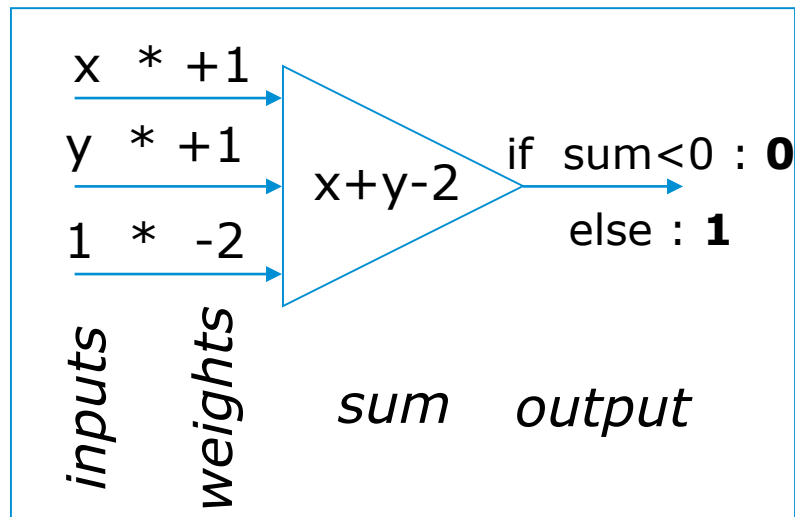 x * +1
y * +1
1 * -2
x+y-2
if sum<0 : 0
else : 1
inputs
weights
sum
output